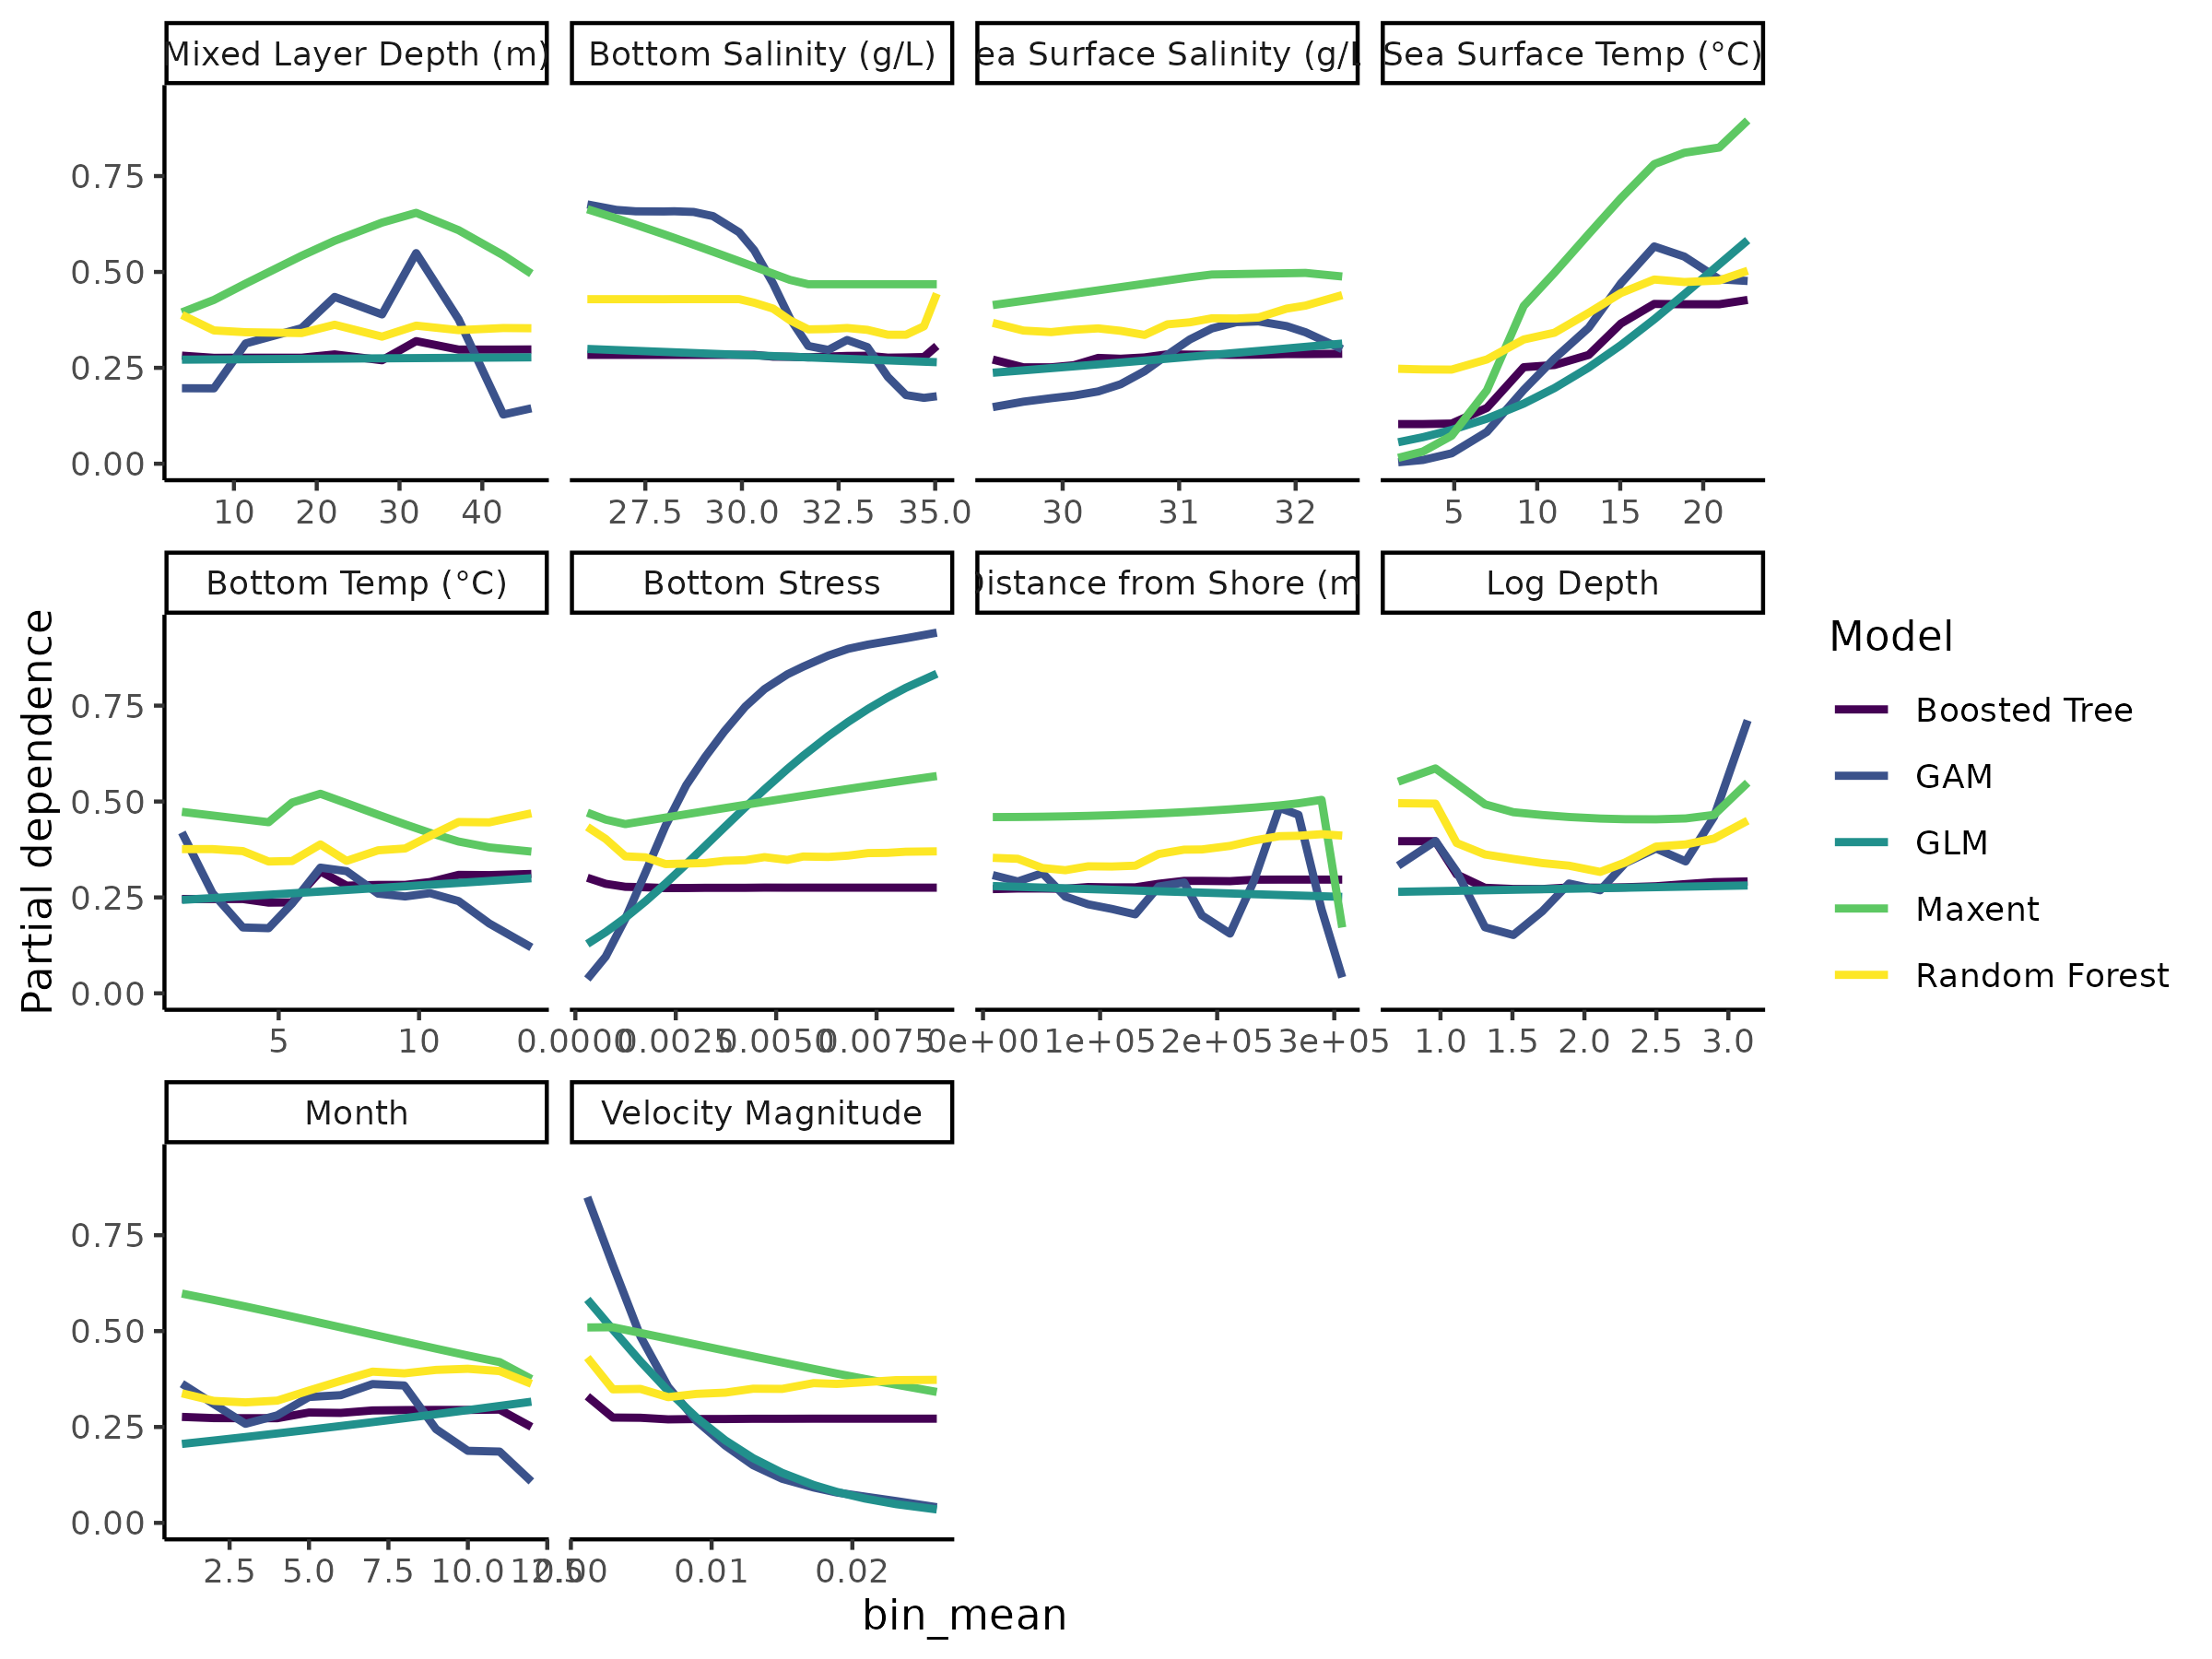 Mixed Layer Depth (m)
Bottom Salinity (g/L)
ea Surface Salinity (g/L
Sea Surface Temp (°C)
0.75
0.50
0.25
0.00
10 20 30 40
27.5 30.0 32.5 35.0
30 31 32
5 10 15 20
Bottom Temp (°C)
Bottom Stress
Distance from Shore (m
Log Depth
0.75
0.50
0.25
0.00
5 10
0.0000 0.0025 0.0050 0.0075
0e+00 1e+05 2e+05 3e+05
1.0 1.5 2.0 2.5 3.0
Month
Velocity Magnitude
0.75
0.50
0.25
0.00
2.5 5.0 7.5 10.0 12.5
0.00 0.01 0.02
bin_mean
Partial dependence
Model
Boosted Tree
GAM
GLM
Maxent
Random Forest